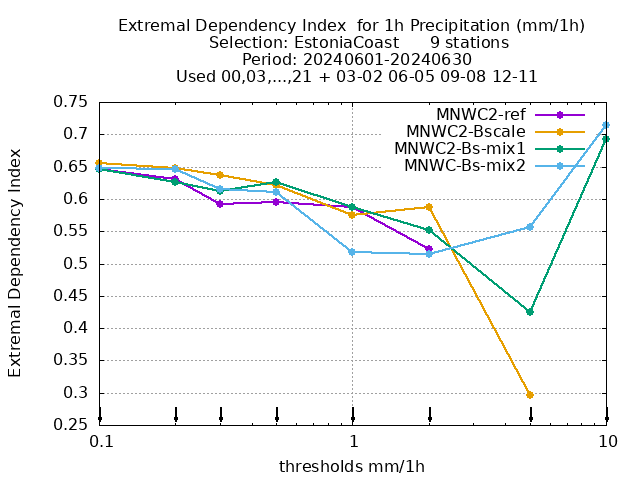 Extremal Dependency Index  for 1h Precipitation (mm/1h)
Selection: EstoniaCoast      9 stations
Period: 20240601-20240630
Used 00,03,...,21 + 03-02 06-05 09-08 12-11
MNWC2-ref
MNWC2-Bscale
MNWC2-Bs-mix1
MNWC-Bs-mix2
Extremal Dependency Index
0.75
0.7
0.65
0.6
0.55
0.5
0.45
0.4
0.35
0.3
0.25
0.1 1 10
thresholds mm/1h